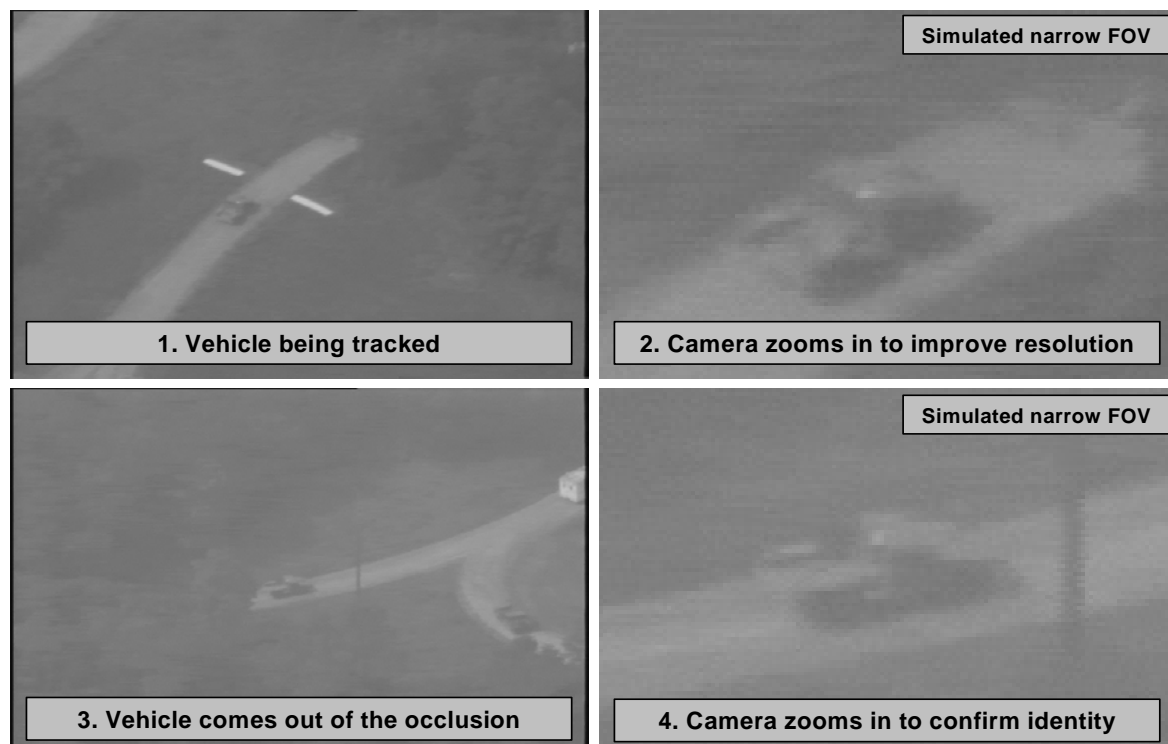 Simulated narrow FOV
1. Vehicle being tracked
2. Camera zooms in to improve resolution
Simulated narrow FOV
3. Vehicle comes out of the occlusion
4. Camera zooms in to confirm identity